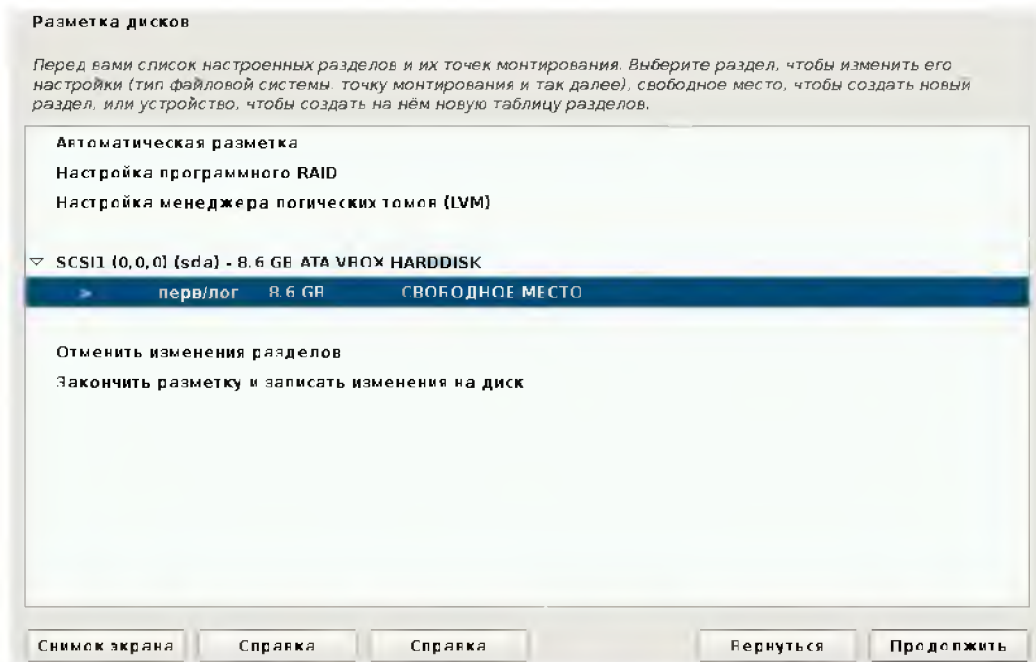 Разметка дисков
Перед вами список настроенных разделов и их точек монтирования. Выберите раздел, чтобы изменить его
настройки (тип файловой системы, точку монтирования и так далее), свободное место, чтобы создать новый
раздел, или устройство, чтобы создать на нём новую таблицу разделов.
Автоматическая разметка
Настройка программного RAID
Настройка менеджера логических томов (LVM)
▽ SCSI1 (0,0,0) (sda) - 8.6 GB ATA VBOX HARDDISK
> перв/лог 8.6 GB СВОБОДНОЕ МЕСТО
Отменить изменения разделов
Закончить разметку и записать изменения на диск
Снимок экрана Справка Справка Вернуться Продолжить